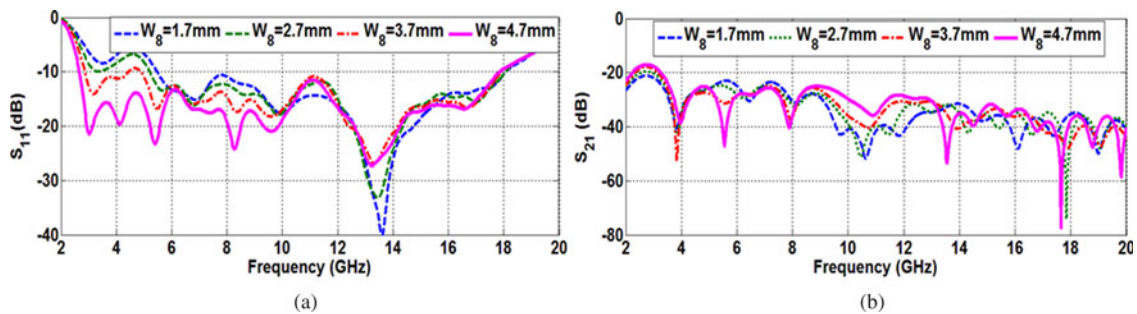 W8=1.7mm W8=2.7mm W8=3.7mm W8=4.7mm
S11(dB)
0
-10
-20
-30
-40
2 4 6 8 10 12 14 16 18 20
Frequency (GHz)
(a)
W8=1.7mm W8=2.7mm W8=3.7mm W8=4.7mm
S21(dB)
0
-20
-40
-60
-80
2 4 6 8 10 12 14 16 18 20
Frequency (GHz)
(b)